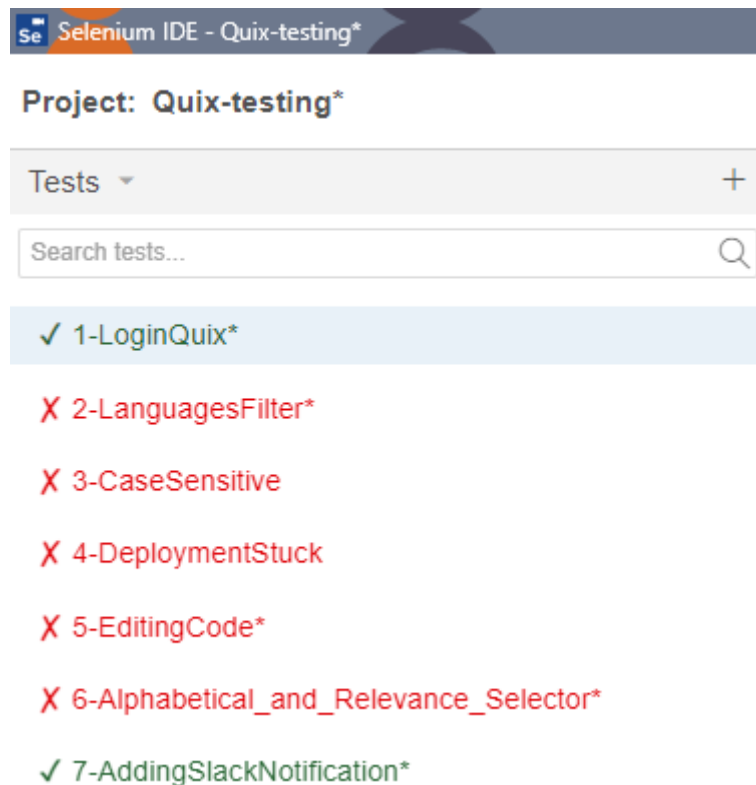 Se Selenium IDE - Quix-testing*
Project: Quix-testing*
Tests
Search tests...
✓ 1-LoginQuix*
✗ 2-LanguagesFilter*
✗ 3-CaseSensitive
✗ 4-DeploymentStuck
✗ 5-EditingCode*
✗ 6-Alphabetical_and_Relevance_Selector*
✓ 7-AddingSlackNotification*